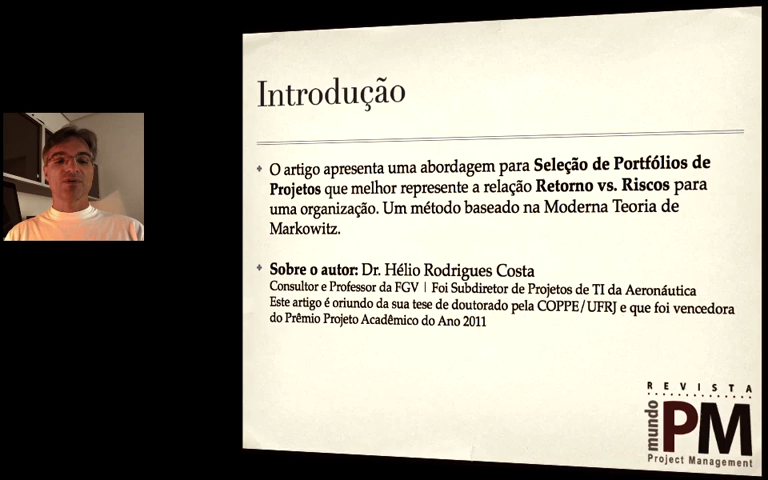 Introdução
O artigo apresenta uma abordagem para Seleção de Portfólios de
Projetos que melhor represente a relação Retorno vs. Riscos para
uma organização. Um método baseado na Moderna Teoria de
Markowitz.
Sobre o autor: Dr. Hélio Rodrigues Costa
Consultor e Professor da FGV | Foi Subdiretor de Projetos de TI da Aeronáutica
Este artigo é oriundo da sua tese de doutorado pela COPPE/UFRJ e que foi vencedora
do Prêmio Projeto Acadêmico do Ano 2011
REVISTA
mundo
PM
Project Management